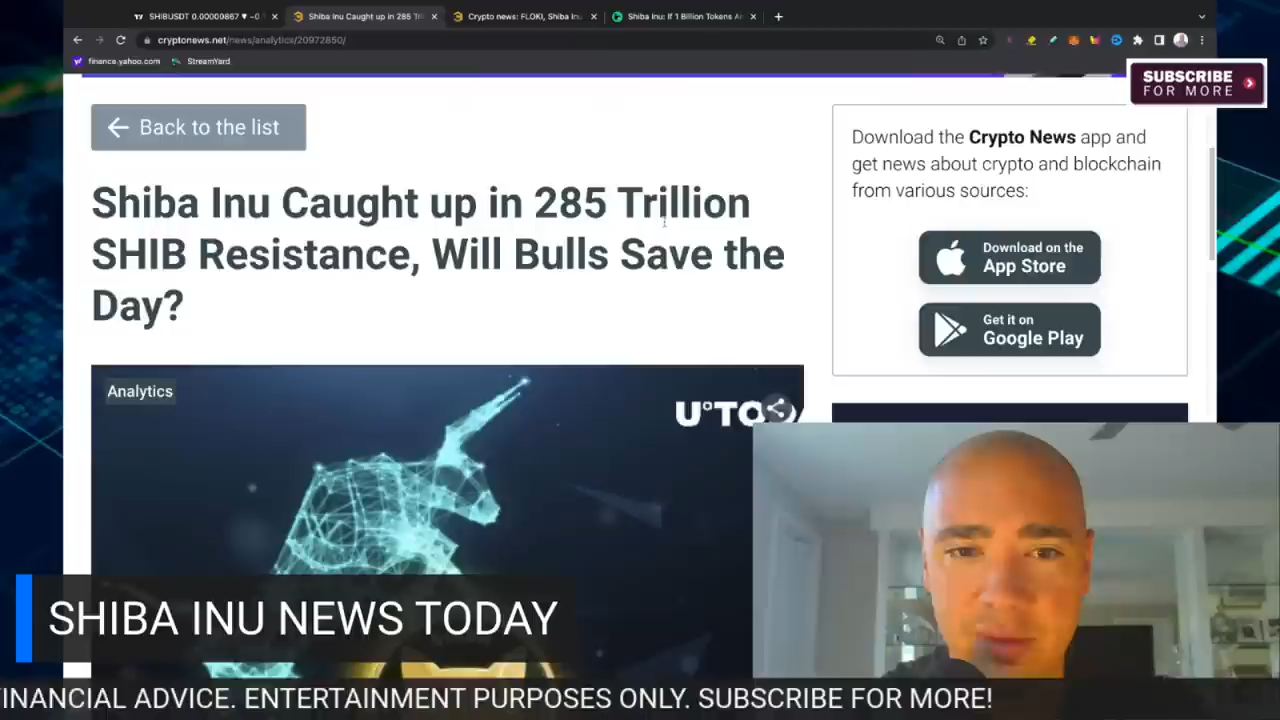 SHIBUSDT 0.00000867 ▼ −0
Shiba Inu Caught up in 285 Tril
Crypto news: FLOKI, Shiba Inu
Shiba Inu: If 1 Billion Tokens Ar
cryptonews.net/news/analytics/20972850/
finance.yahoo.com
StreamYard
SUBSCRIBE
FOR MORE
Back to the list
Shiba Inu Caught up in 285 Trillion
SHIB Resistance, Will Bulls Save the
Day?
Download the Crypto News app and
get news about crypto and blockchain
from various sources:
Download on the
App Store
Get it on
Google Play
Analytics
U°TO
SHIBA INU NEWS TODAY
FINANCIAL ADVICE. ENTERTAINMENT PURPOSES ONLY. SUBSCRIBE FOR MORE!